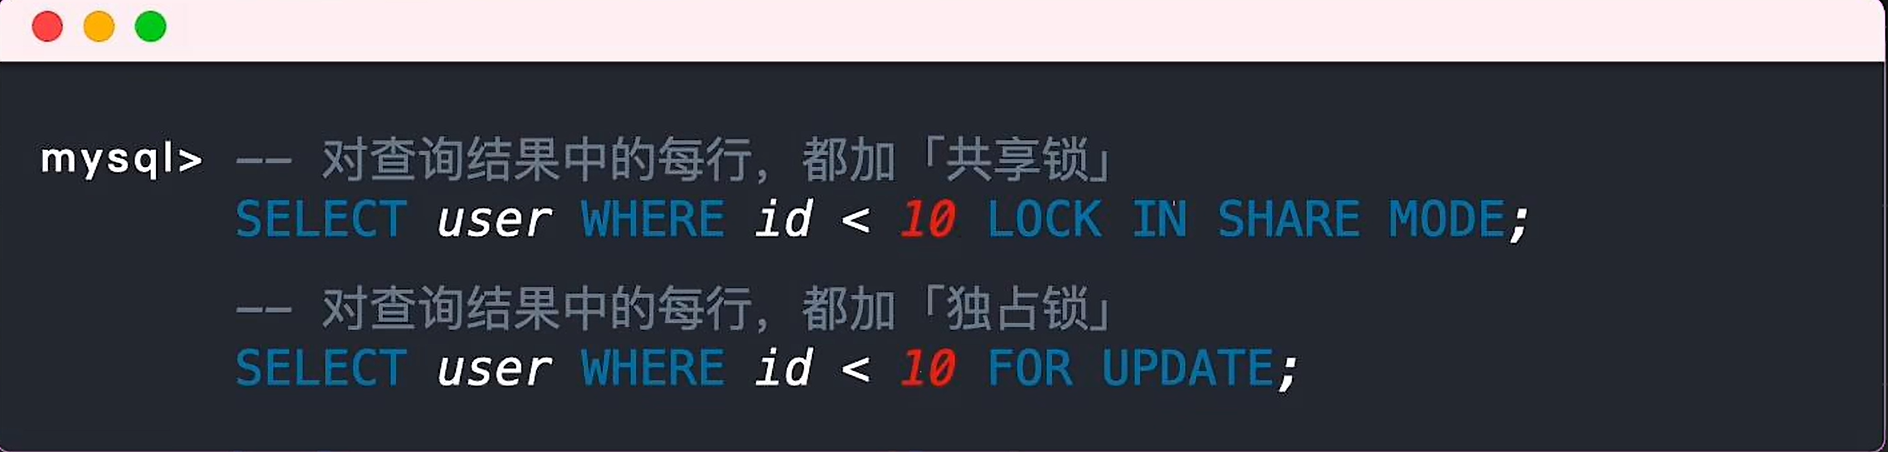 mysql> -- 对查询结果中的每行，都加「共享锁」
SELECT user WHERE id < 10 LOCK IN SHARE MODE;
-- 对查询结果中的每行，都加「独占锁」
SELECT user WHERE id < 10 FOR UPDATE;